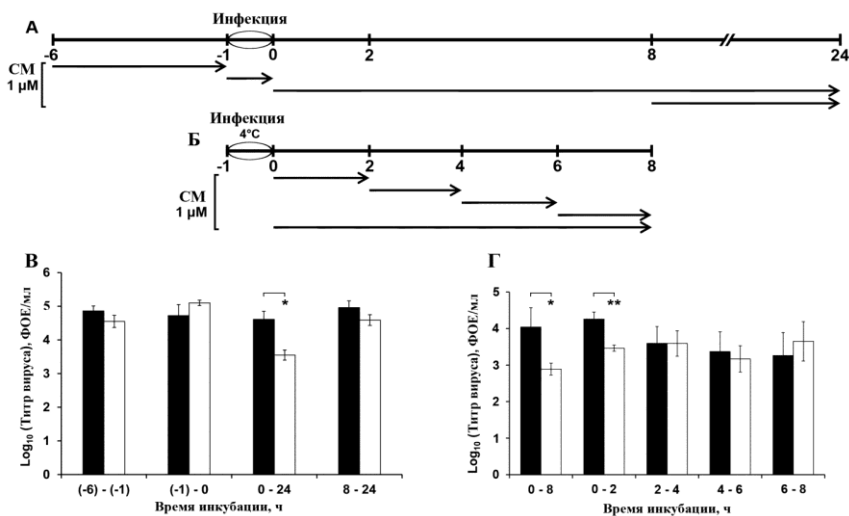 А
Инфекция
-6
-1
0
2
8
24
СМ
1 µM
Б
Инфекция
4°C
-1
0
2
4
6
8
СМ
1 µM
В
Log10 (Титр вируса), ФОЕ/мл
6
5
4
3
2
1
0
*
(-6) - (-1)
(-1) - 0
0 - 24
8 - 24
Время инкубации, ч
Г
Log10 (Титр вируса), ФОЕ/мл
5
4
3
2
1
0
*
**
0 - 8
0 - 2
2 - 4
4 - 6
6 - 8
Время инкубации, ч